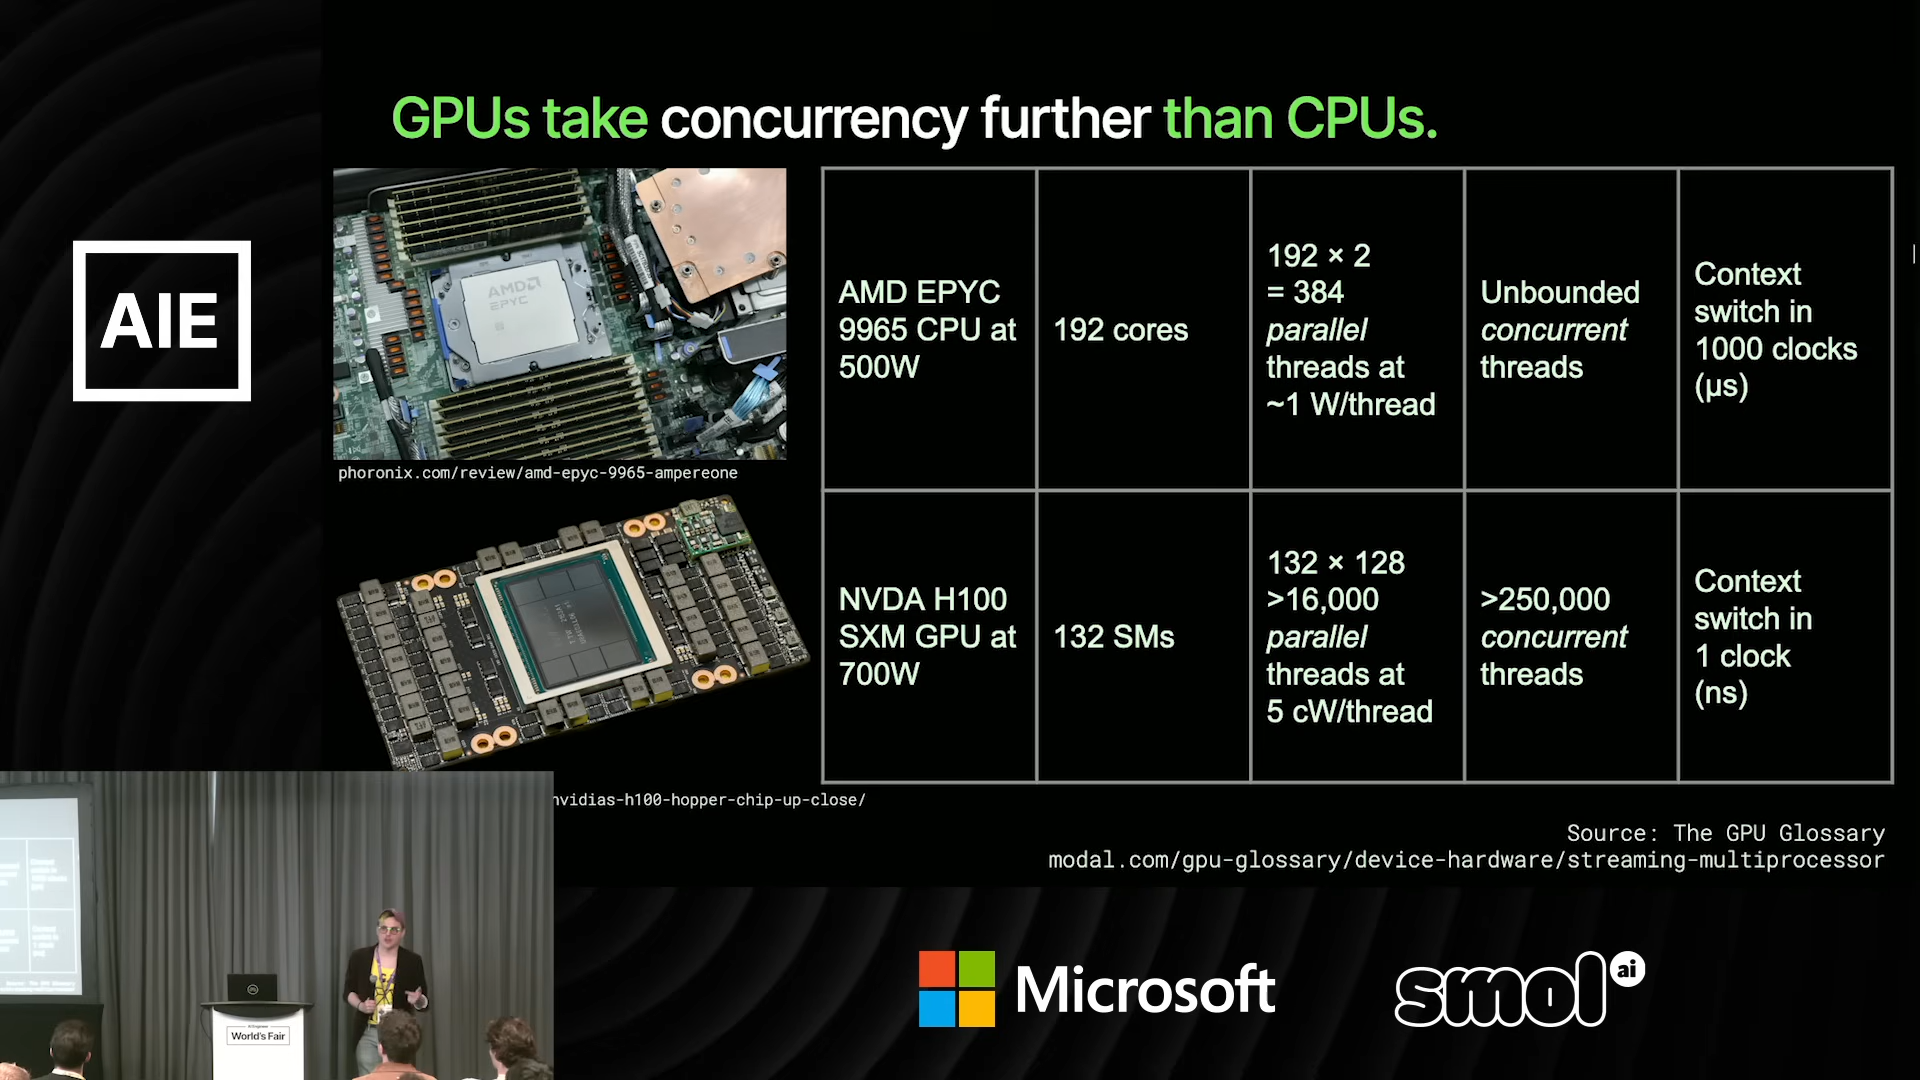 GPUs take concurrency further than CPUs.
AIE
AMD
EPYC
phoronix.com/review/amd-epyc-9965-ampereone
AMD EPYC
9965 CPU at
500W
192 cores
192 × 2
= 384
parallel
threads at
~1 W/thread
Unbounded
concurrent
threads
Context
switch in
1000 clocks
(µs)
NVDA H100
SXM GPU at
700W
132 SMs
132 × 128
>16,000
parallel
threads at
5 cW/thread
>250,000
concurrent
threads
Context
switch in
1 clock
(ns)
nvidias-h100-hopper-chip-up-close/
Source: The GPU Glossary
modal.com/gpu-glossary/device-hardware/streaming-multiprocessor
World's Fair
Microsoft
smol ai